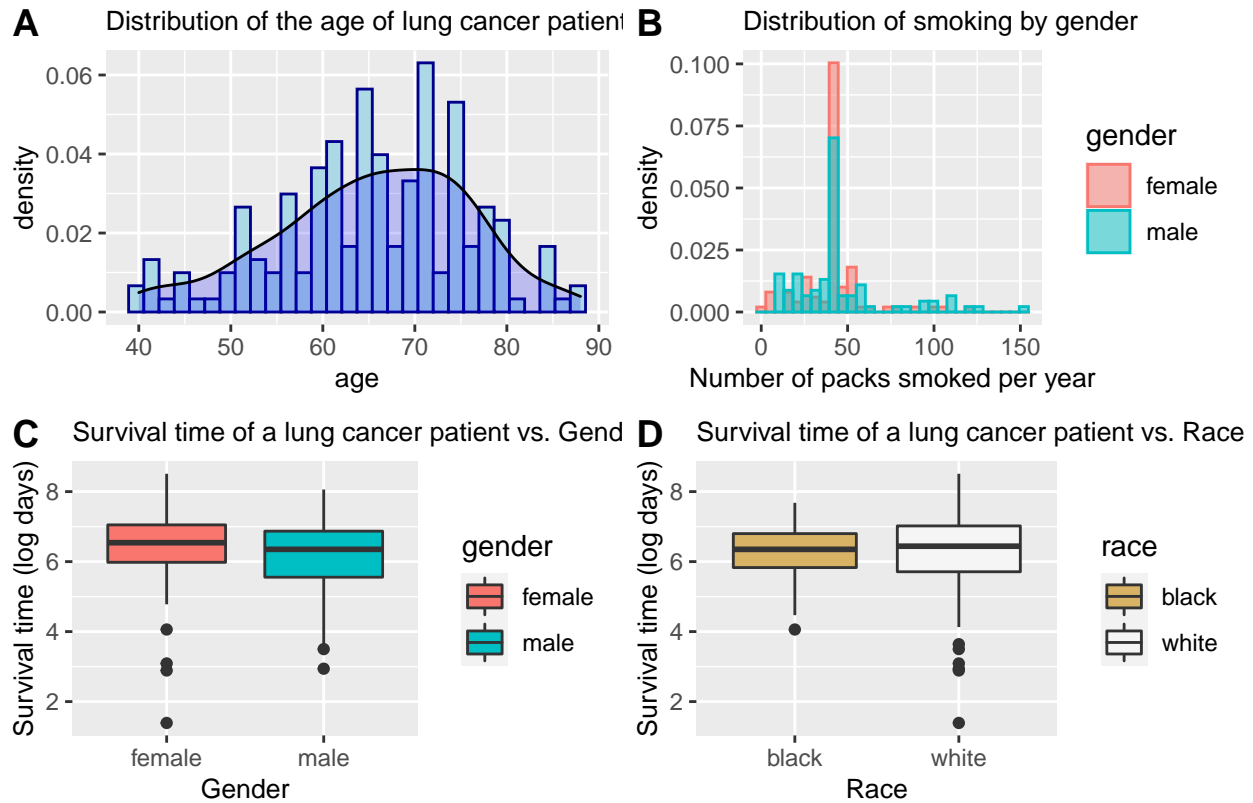 A Distribution of the age of lung cancer patient
0.06
0.04
0.02
0.00
density
40 50 60 70 80 90
age
B Distribution of smoking by gender
0.100
0.075
0.050
0.025
0.000
density
0 50 100 150
Number of packs smoked per year
gender
female
male
C Survival time of a lung cancer patient vs. Gend
8
6
4
2
Survival time (log days)
female male
Gender
gender
female
male
D Survival time of a lung cancer patient vs. Race
8
6
4
2
Survival time (log days)
black white
Race
race
black
white